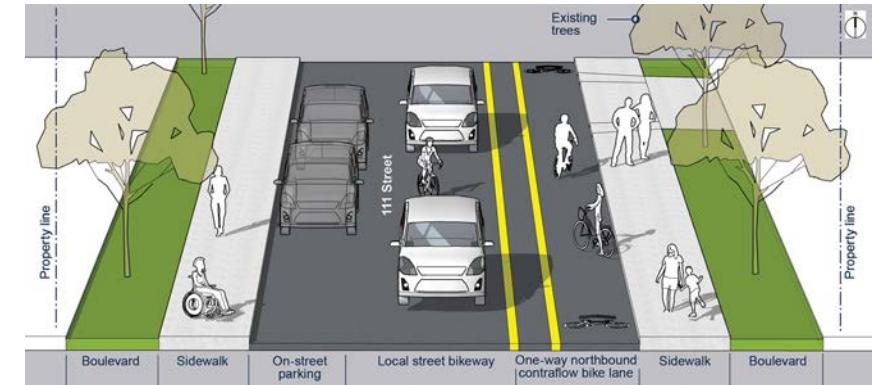 Existing
trees
N
Property line
111 Street
Property line
Boulevard
Sidewalk
On-street
parking
Local street bikeway
One-way northbound
contraflow bike lane
Sidewalk
Boulevard